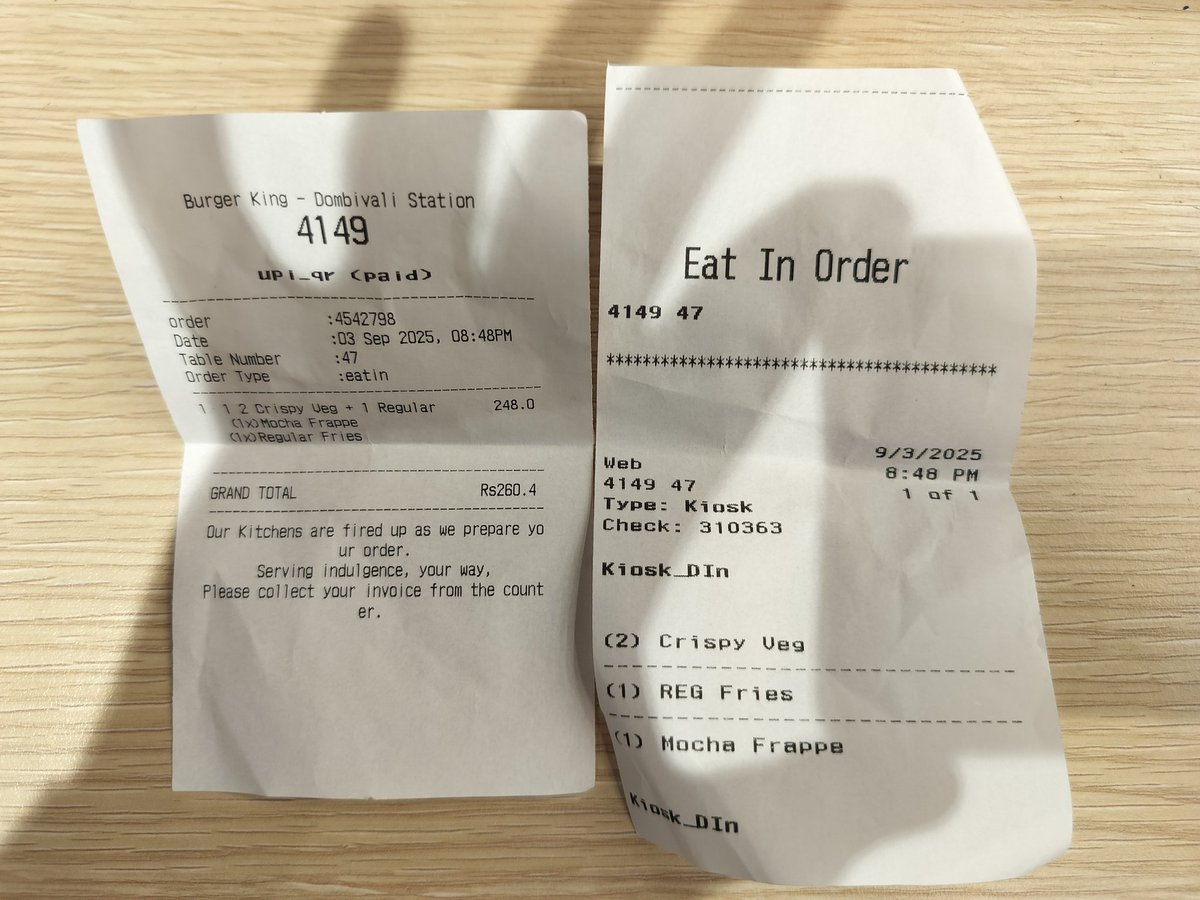 Burger King - Dombivali Station
4149
upi_qr (paid)
order :4542798
Date :03 Sep 2025, 08:48PM
Table Number :47
Order Type :eatin
1 1 2 Crispy Veg + 1 Regular 248.0
(1x)Mocha Frappe
(1x)Regular Fries
GRAND TOTAL Rs260.4
Our Kitchens are fired up as we prepare yo
ur order.
Serving indulgence, your way,
Please collect your invoice from the count
er.
Eat In Order
4149 47
******************************************
9/3/2025
Web 8:48 PM
4149 47 1 of 1
Type: Kiosk
Check: 310363
Kiosk_DIn
(2) Crispy Veg
(1) REG Fries
(1) Mocha Frappe
Kiosk_DIn